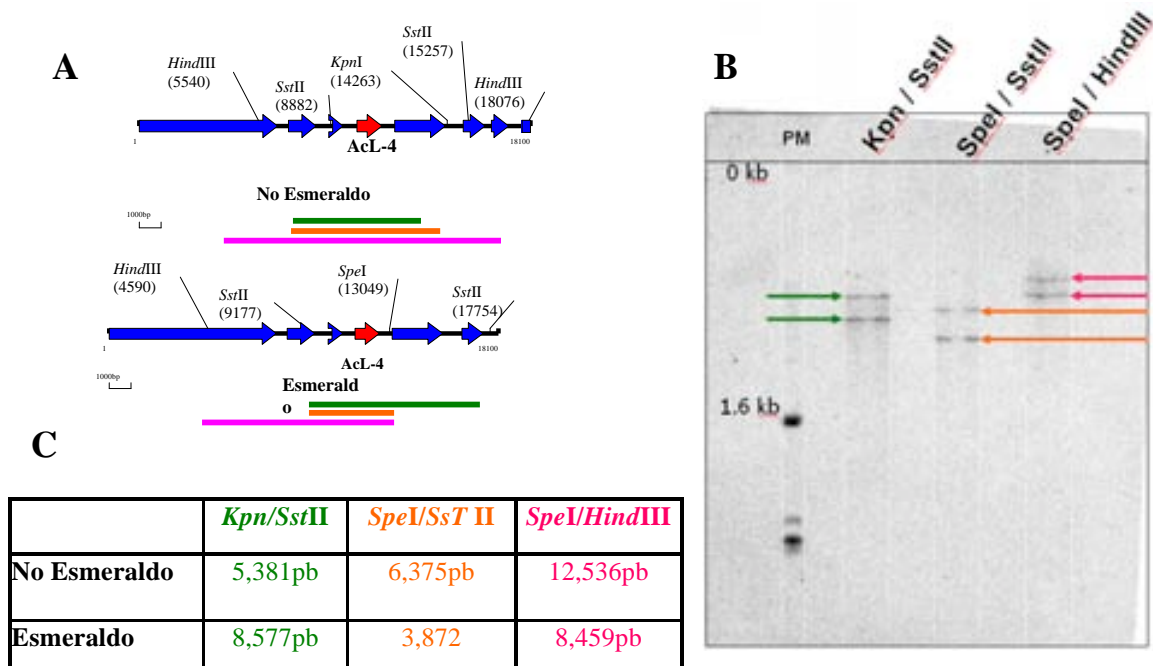 A
HindIII
(5540)
SstII
(8882)
KpnI
(14263)
SstII
(15257)
HindIII
(18076)
1
AcL-4
18100
No Esmeraldo
1000bp
HindIII
(4590)
SstII
(9177)
SpeI
(13049)
SstII
(17754)
1
AcL-4
18100
1000bp
Esmerald
o
B
PM
Kpn / SstII
SpeI / SstII
SpeI / HindIII
0 kb
1.6 kb
C
Kpn/SstII SpeI/SsT II SpeI/HindIII
No Esmeraldo 5,381pb 6,375pb 12,536pb
Esmeraldo 8,577pb 3,872 8,459pb